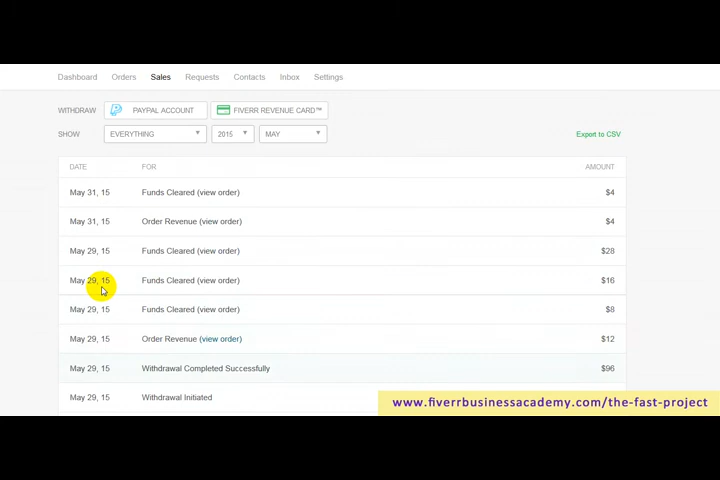 Dashboard Orders Sales Requests Contacts Inbox Settings
WITHDRAW PAYPAL ACCOUNT FIVERR REVENUE CARD™
SHOW EVERYTHING 2015 MAY Export to CSV
DATE FOR AMOUNT
May 31, 15 Funds Cleared (view order) $4
May 31, 15 Order Revenue (view order) $4
May 29, 15 Funds Cleared (view order) $28
May 29, 15 Funds Cleared (view order) $16
May 29, 15 Funds Cleared (view order) $8
May 29, 15 Order Revenue (view order) $12
May 29, 15 Withdrawal Completed Successfully $96
May 29, 15 Withdrawal Initiated
www.fiverrbusinessacademy.com/the-fast-project